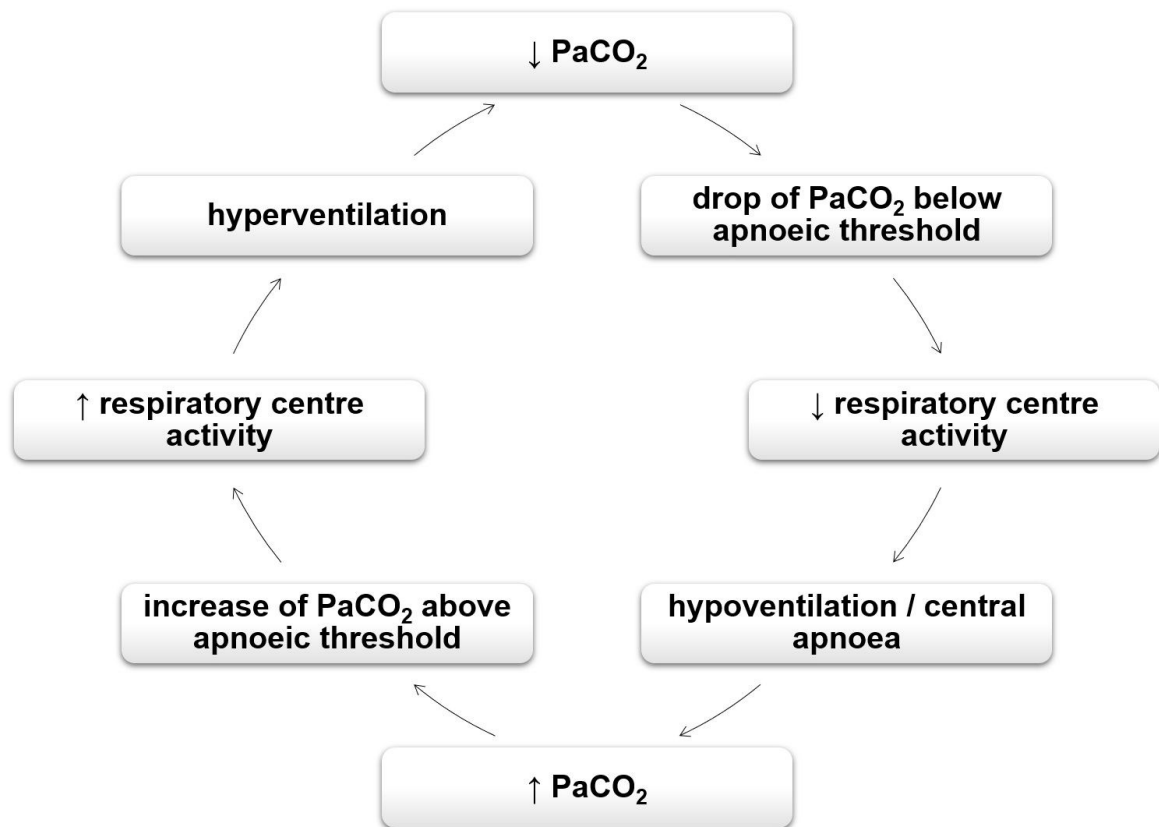 ↓ PaCO₂
hyperventilation
drop of PaCO₂ below
apnoeic threshold
↑ respiratory centre
activity
↓ respiratory centre
activity
increase of PaCO₂ above
apnoeic threshold
hypoventilation / central
apnoea
↑ PaCO₂